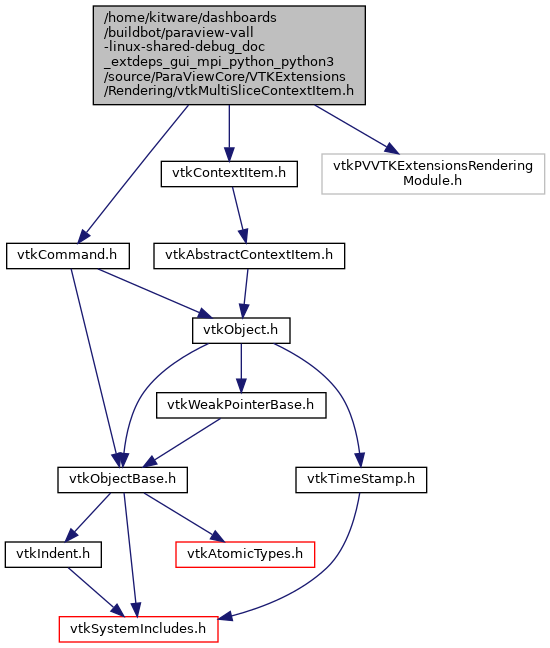 /home/kitware/dashboards
/buildbot/paraview-vall
-linux-shared-debug_doc
_extdeps_gui_mpi_python_python3
/source/ParaViewCore/VTKExtensions
/Rendering/vtkMultiSliceContextItem.h
vtkContextItem.h
vtkPVVTKExtensionsRendering
Module.h
vtkCommand.h
vtkAbstractContextItem.h
vtkObject.h
vtkWeakPointerBase.h
vtkObjectBase.h
vtkTimeStamp.h
vtkIndent.h
vtkAtomicTypes.h
vtkSystemIncludes.h